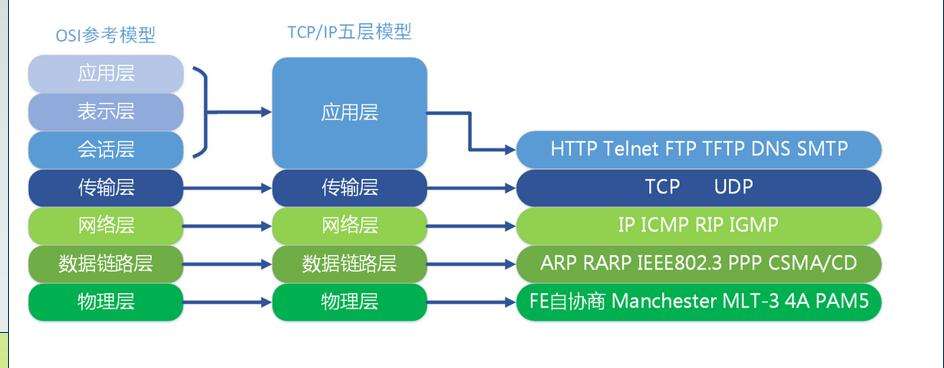 OSI参考模型
TCP/IP五层模型
应用层
表示层
会话层
应用层
HTTP Telnet FTP TFTP DNS SMTP
传输层
传输层
TCP UDP
网络层
网络层
IP ICMP RIP IGMP
数据链路层
数据链路层
ARP RARP IEEE802.3 PPP CSMA/CD
物理层
物理层
FE自协商 Manchester MLT-3 4A PAM5